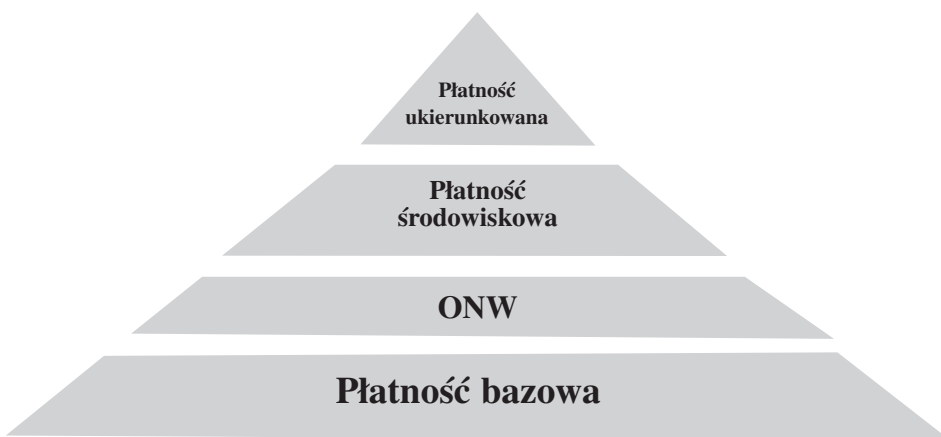 Płatność
ukierunkowana
Płatność
środowiskowa
ONW
Płatność bazowa